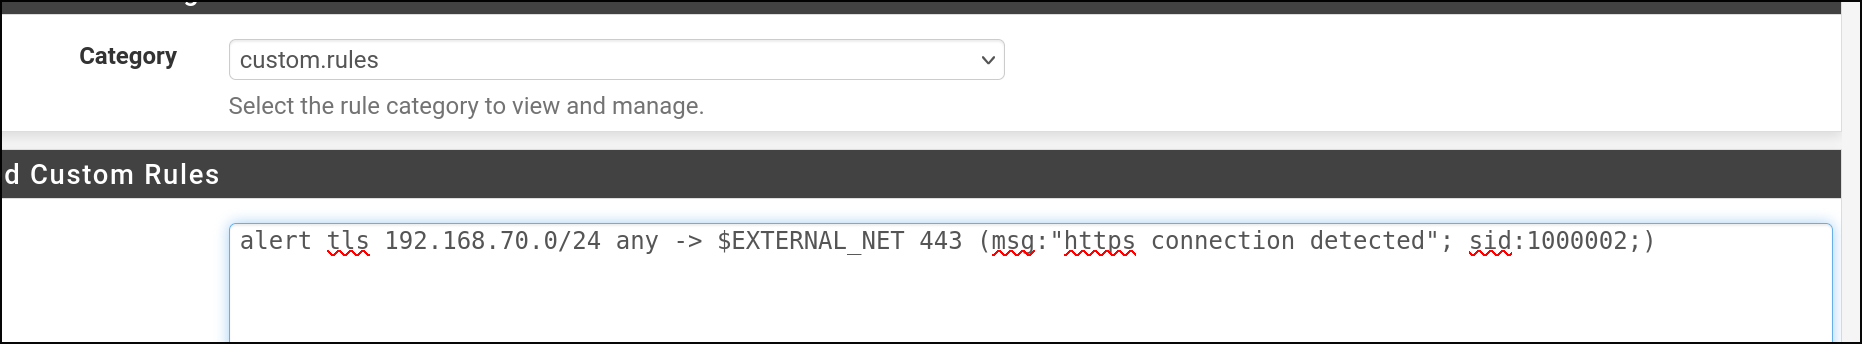 Category
custom.rules
Select the rule category to view and manage.
d Custom Rules
alert tls 192.168.70.0/24 any -> $EXTERNAL_NET 443 (msg:"https connection detected"; sid:1000002;)